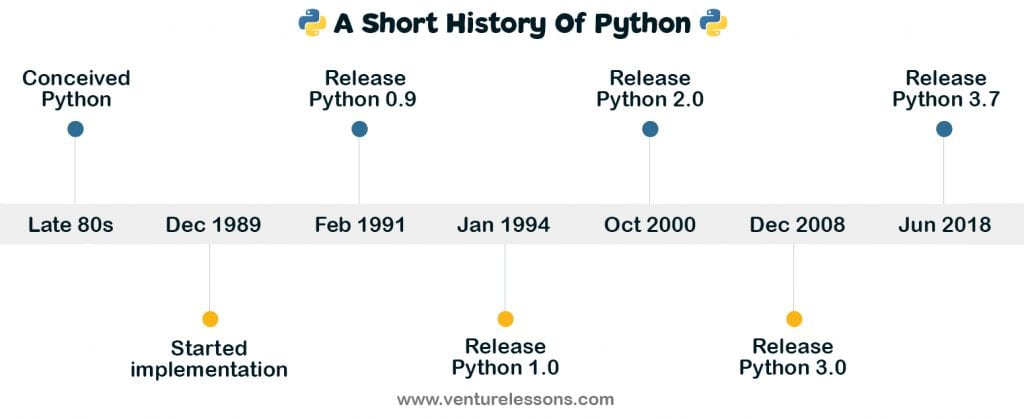 A Short History Of Python
Conceived
Python
Release
Python 0.9
Release
Python 2.0
Release
Python 3.7
Late 80s
Dec 1989
Feb 1991
Jan 1994
Oct 2000
Dec 2008
Jun 2018
Started
implementation
Release
Python 1.0
Release
Python 3.0
www.venturelessons.com